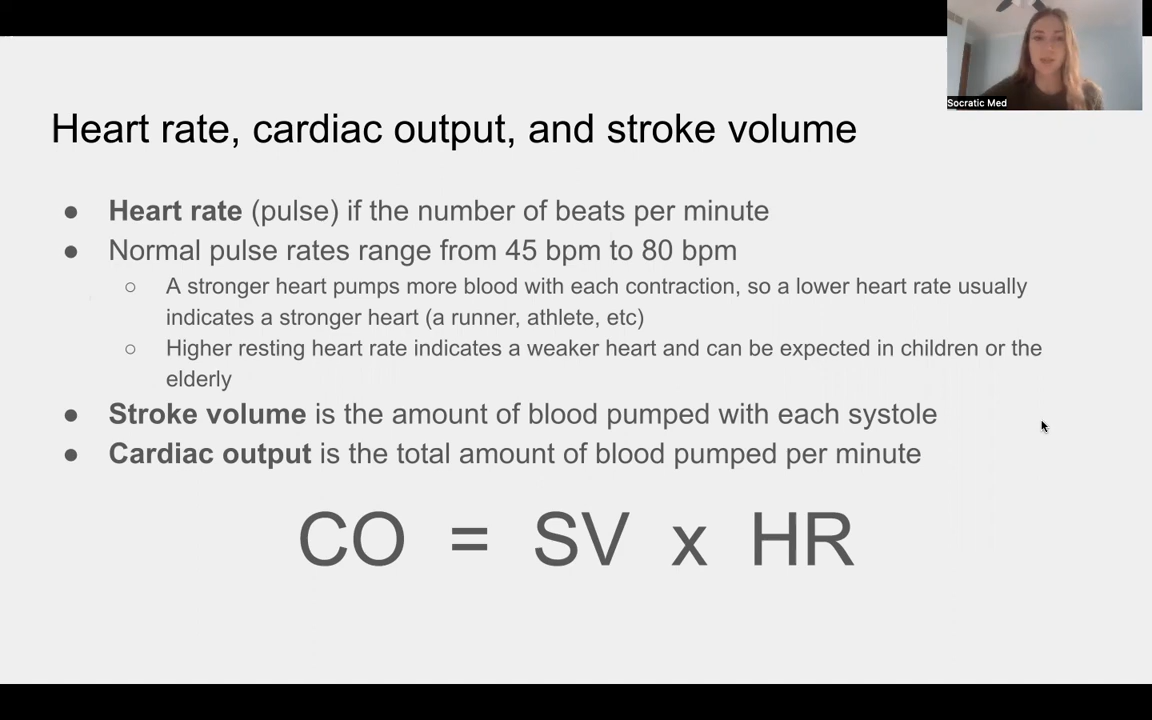 Socratic Med
Heart rate, cardiac output, and stroke volume
● Heart rate (pulse) if the number of beats per minute
● Normal pulse rates range from 45 bpm to 80 bpm
○ A stronger heart pumps more blood with each contraction, so a lower heart rate usually
indicates a stronger heart (a runner, athlete, etc)
○ Higher resting heart rate indicates a weaker heart and can be expected in children or the
elderly
● Stroke volume is the amount of blood pumped with each systole
● Cardiac output is the total amount of blood pumped per minute
CO = SV x HR